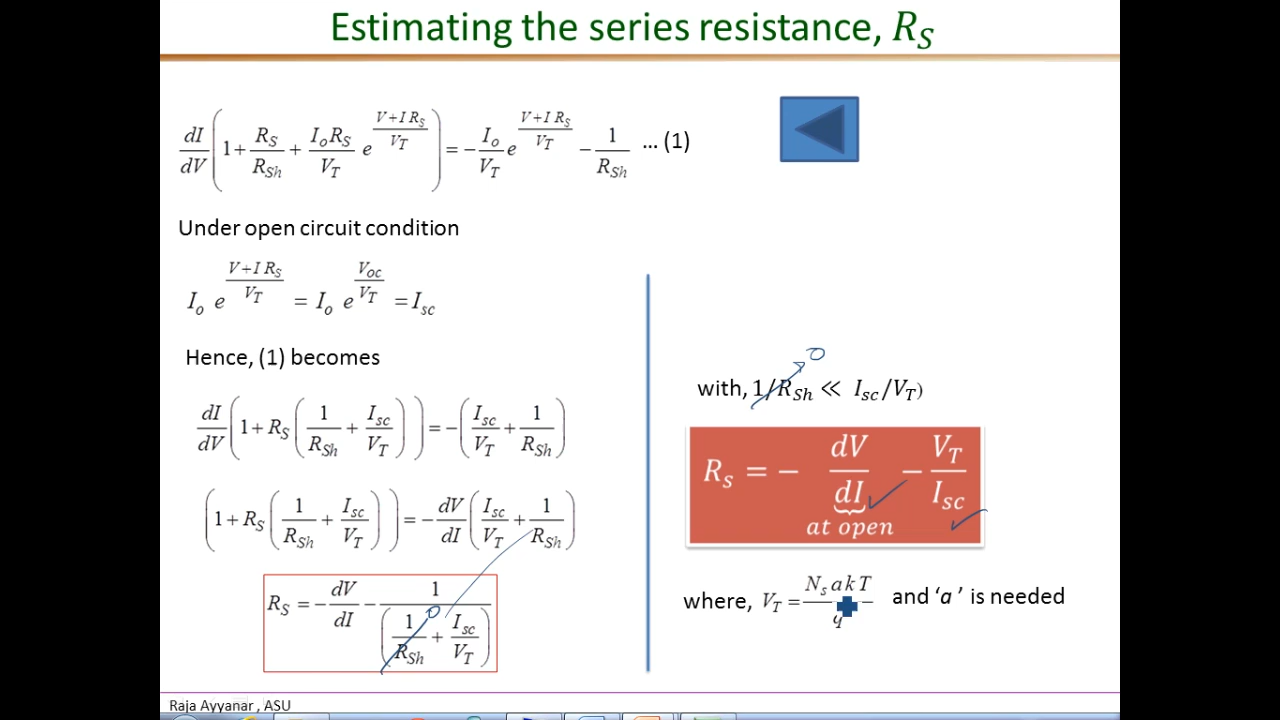 Estimating the series resistance, R_S
dI/dV (1 + R_S/R_Sh + I_o R_S/V_T e^((V+I R_S)/V_T)) = − I_o/V_T e^((V+I R_S)/V_T) − 1/R_Sh ... (1)
Under open circuit condition
I_o e^((V+I R_S)/V_T) = I_o e^(V_OC/V_T) = I_sc
Hence, (1) becomes
dI/dV (1 + R_S (1/R_Sh + I_sc/V_T)) = −(I_sc/V_T + 1/R_Sh)
(1 + R_S (1/R_Sh + I_sc/V_T)) = − dV/dI (I_sc/V_T + 1/R_Sh)
R_S = − dV/dI − 1/(1/R_Sh + I_sc/V_T)
0
0
with, 1/R_Sh ≪ I_sc/V_T)
R_s = − dV/dI − V_T/I_sc
at open
where, V_T = N_s a k T / q and ‘a ’ is needed
Raja Ayyanar , ASU